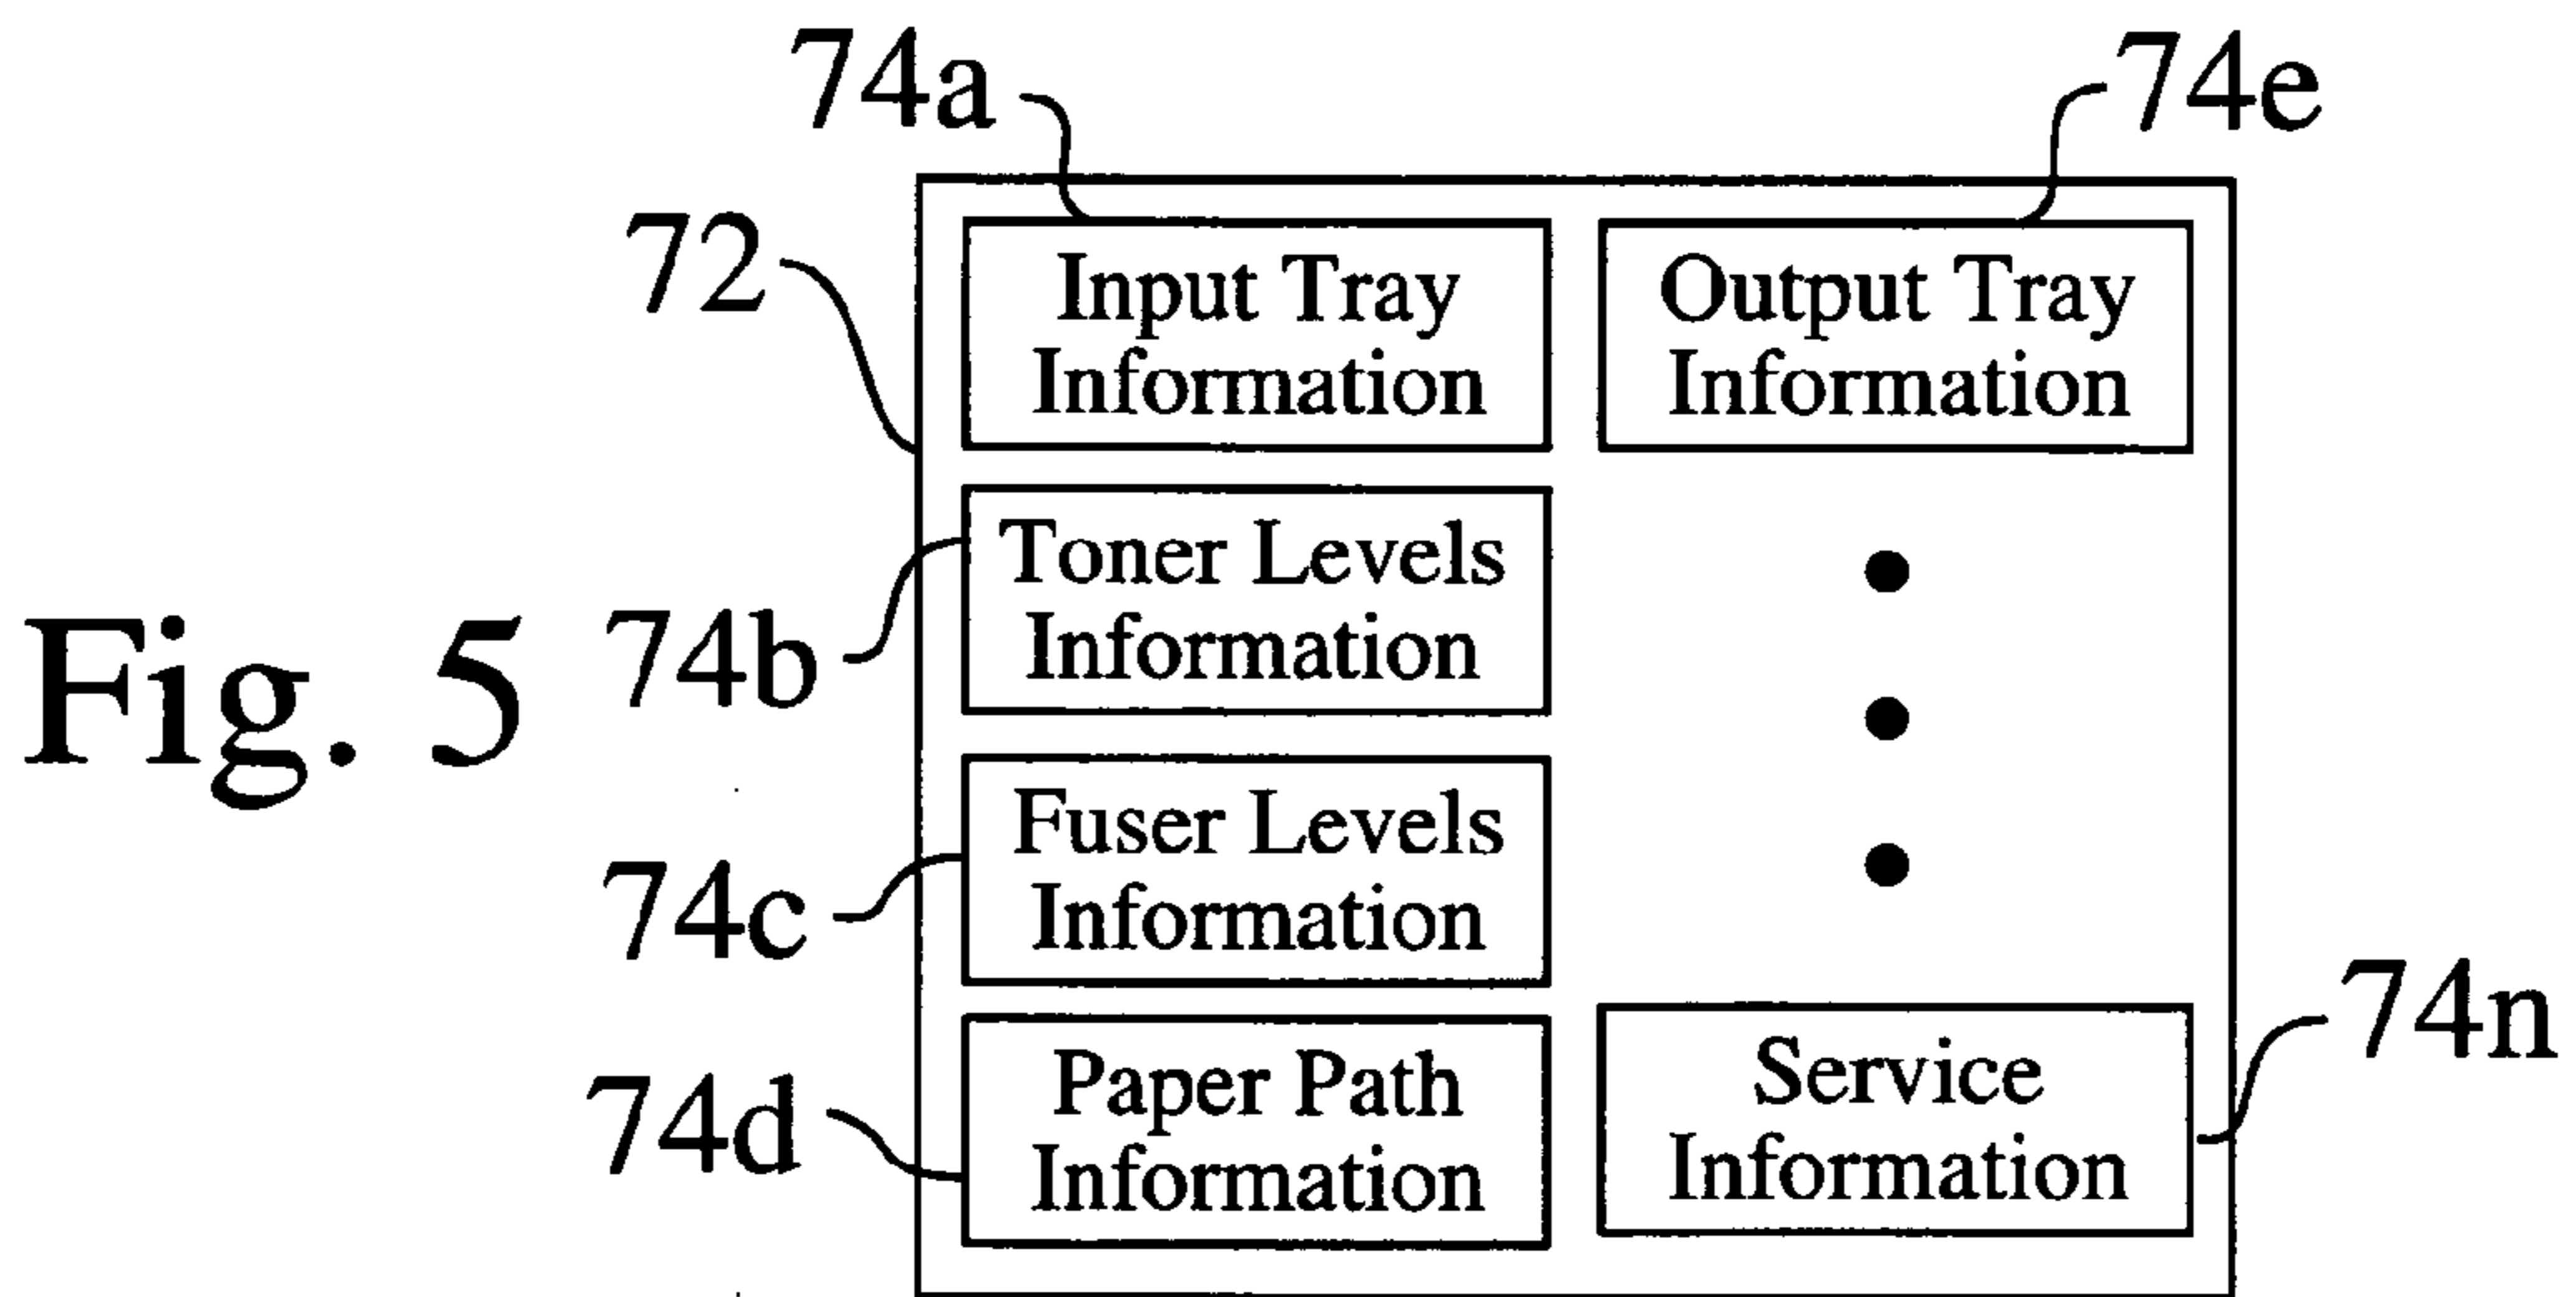 74a
74e
72
Input Tray
Information
Output Tray
Information
Fig. 5
74b
Toner Levels
Information
74c
Fuser Levels
Information
74d
Paper Path
Information
Service
Information
74n